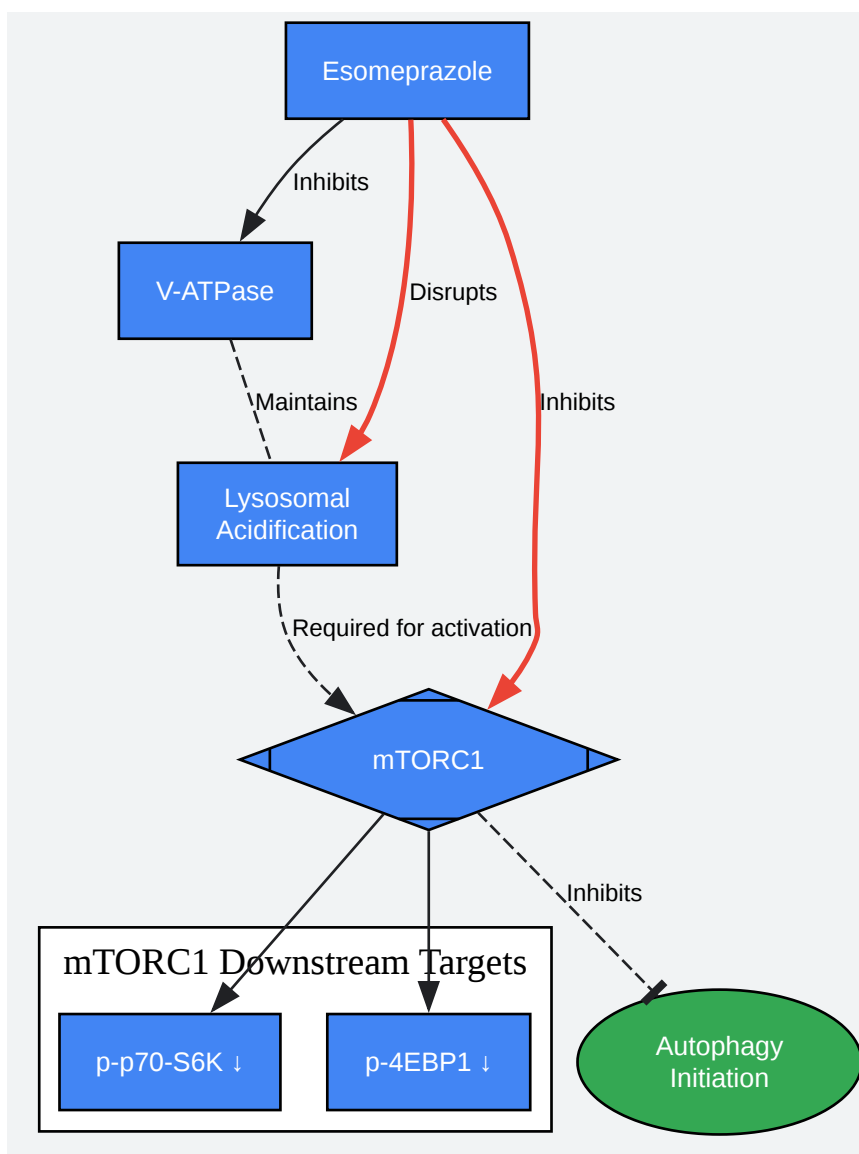 Esomeprazole
Inhibits
V-ATPase
Disrupts
Maintains
Inhibits
Lysosomal
Acidification
Required for activation
mTORC1
Inhibits
mTORC1 Downstream Targets
p-p70-S6K ↓
p-4EBP1 ↓
Autophagy
Initiation